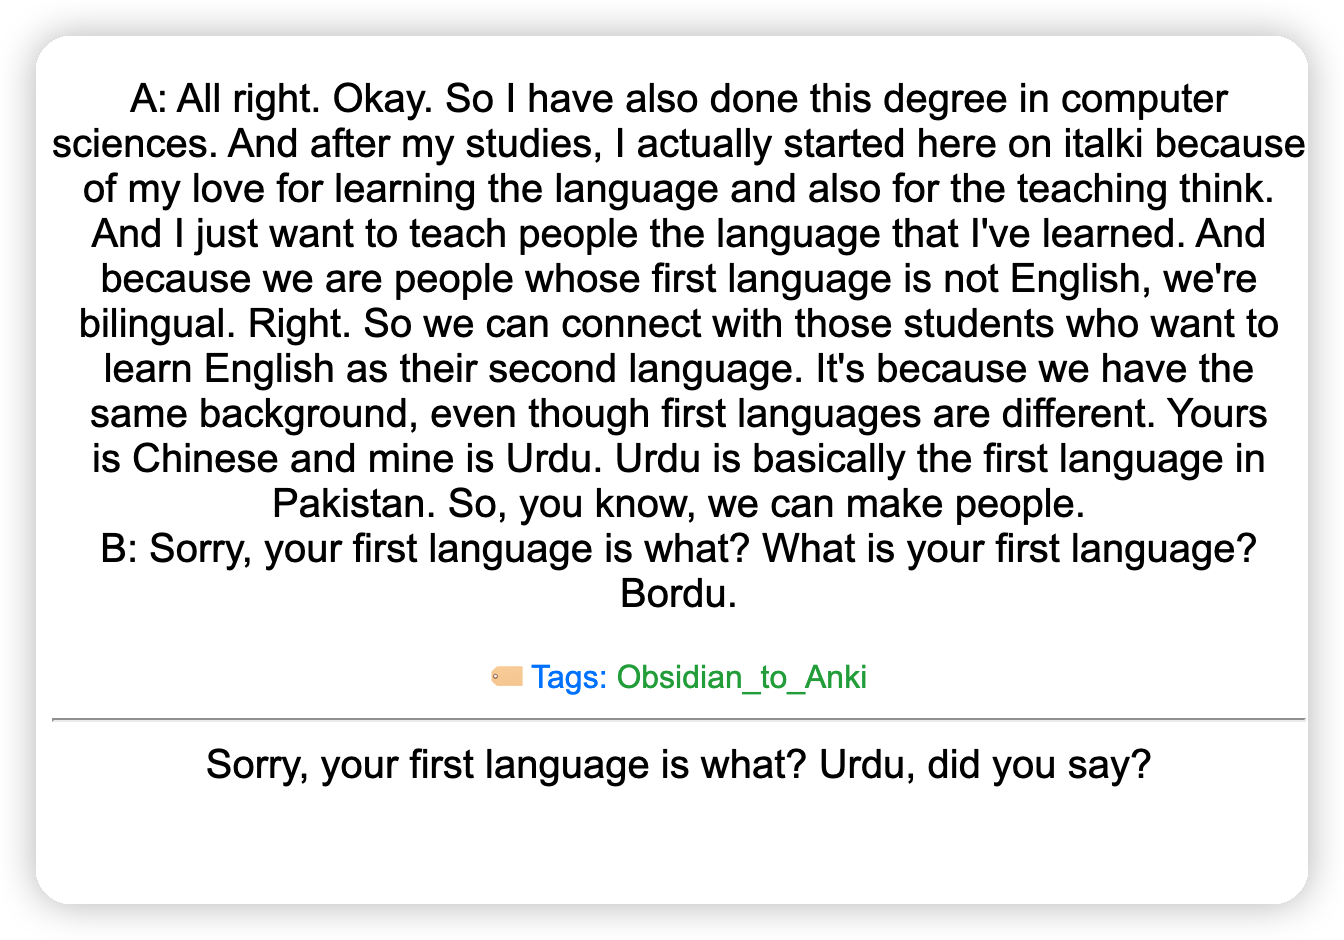 A: All right. Okay. So I have also done this degree in computer
sciences. And after my studies, I actually started here on italki because
of my love for learning the language and also for the teaching think.
And I just want to teach people the language that I've learned. And
because we are people whose first language is not English, we're
bilingual. Right. So we can connect with those students who want to
learn English as their second language. It's because we have the
same background, even though first languages are different. Yours
is Chinese and mine is Urdu. Urdu is basically the first language in
Pakistan. So, you know, we can make people.
B: Sorry, your first language is what? What is your first language?
Bordu.
Tags: Obsidian_to_Anki
Sorry, your first language is what? Urdu, did you say?